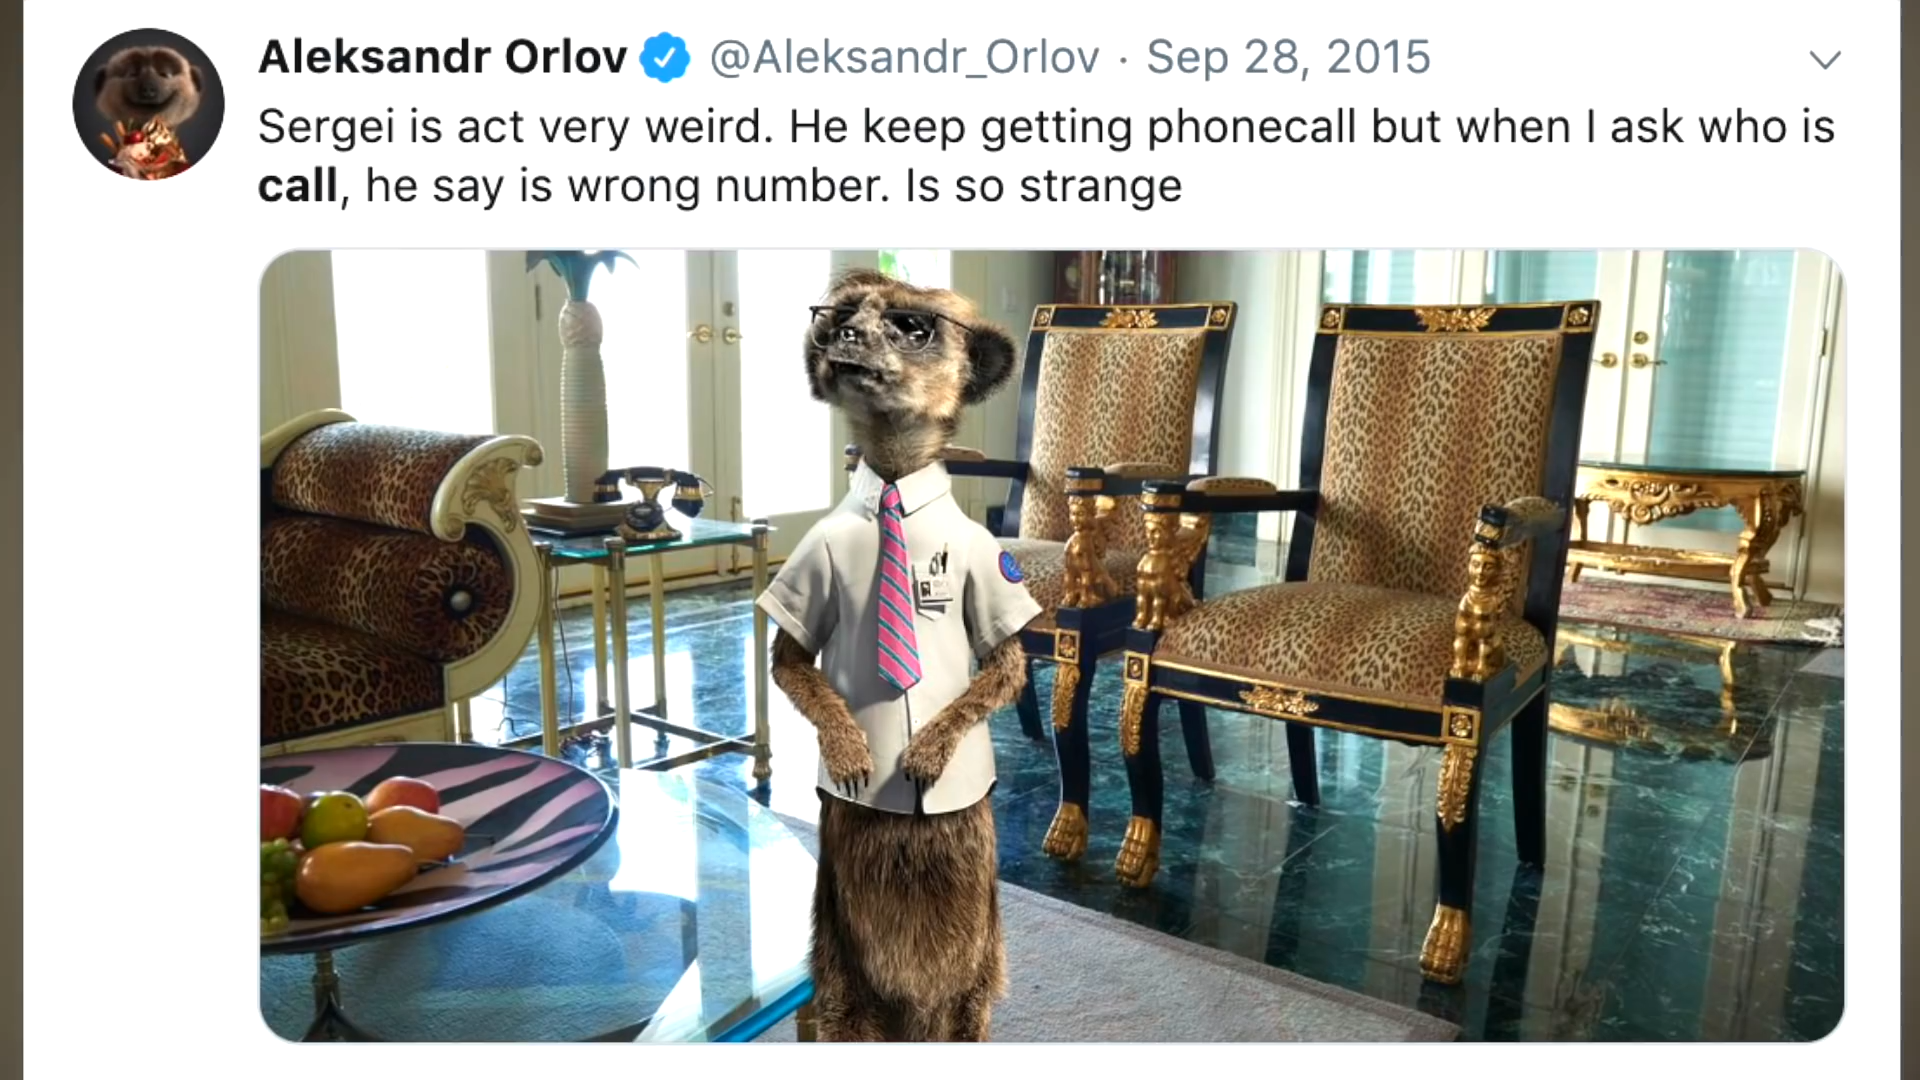 Aleksandr Orlov @Aleksandr_Orlov · Sep 28, 2015
Sergei is act very weird. He keep getting phonecall but when I ask who is
call, he say is wrong number. Is so strange